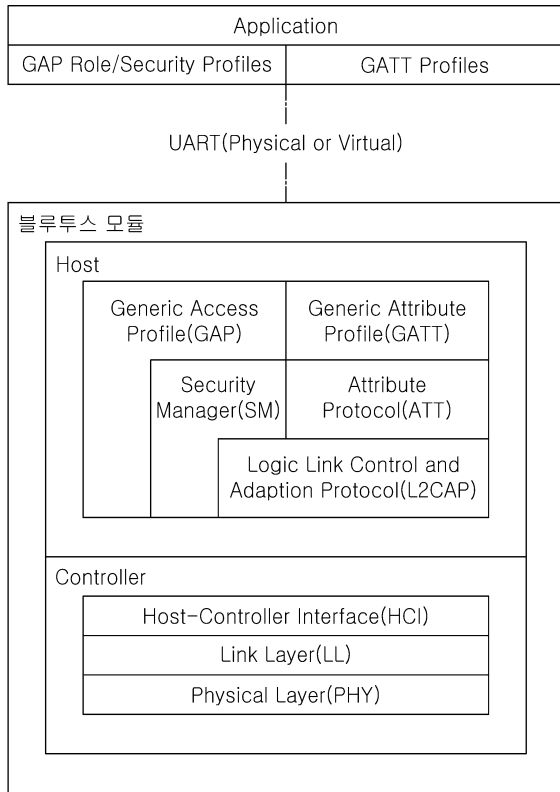 Application
GAP Role/Security Profiles
GATT Profiles
UART(Physical or Virtual)
블루투스 모듈
Host
Generic Access
Profile(GAP)
Generic Attribute
Profile(GATT)
Security
Manager(SM)
Attribute
Protocol(ATT)
Logic Link Control and
Adaption Protocol(L2CAP)
Controller
Host-Controller Interface(HCI)
Link Layer(LL)
Physical Layer(PHY)